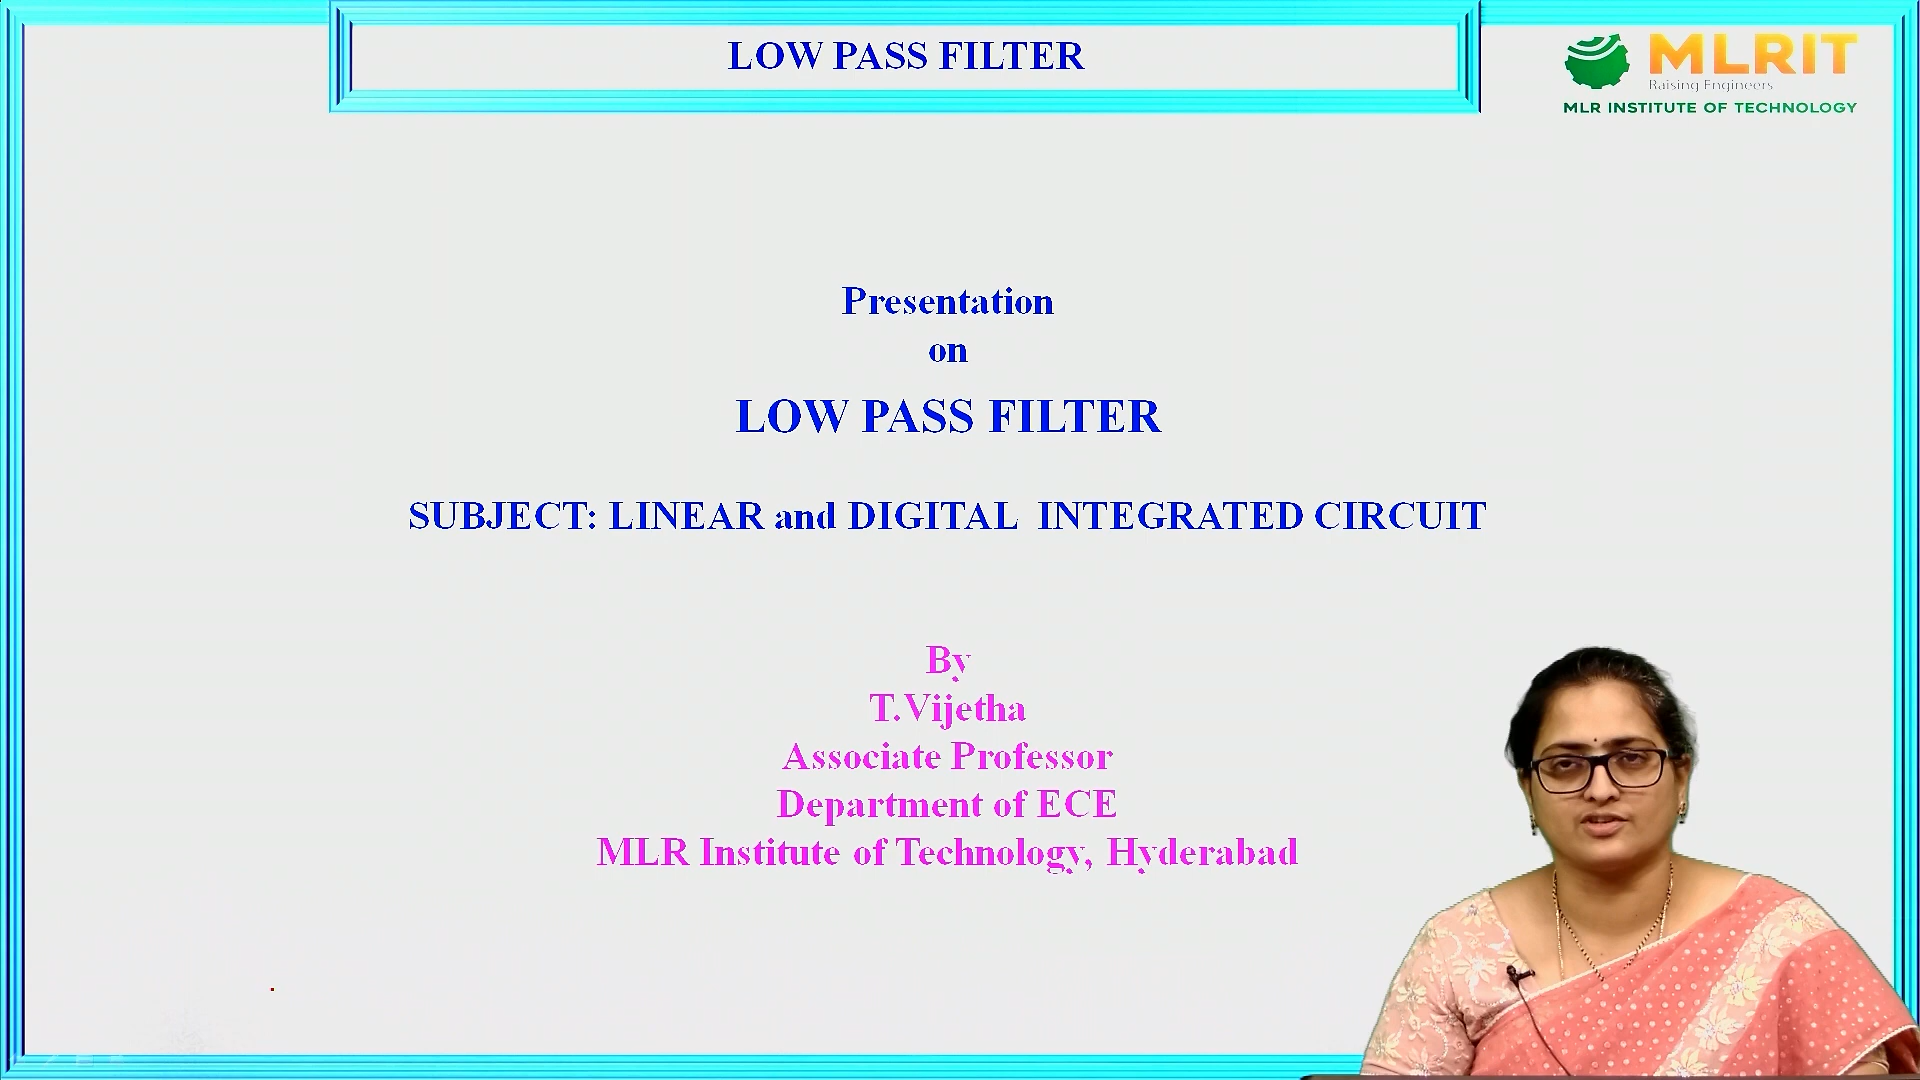 LOW PASS FILTER
MLRIT
Raising Engineers
MLR INSTITUTE OF TECHNOLOGY
Presentation
on
LOW PASS FILTER
SUBJECT: LINEAR and DIGITAL INTEGRATED CIRCUIT
By
T.Vijetha
Associate Professor
Department of ECE
MLR Institute of Technology, Hyderabad